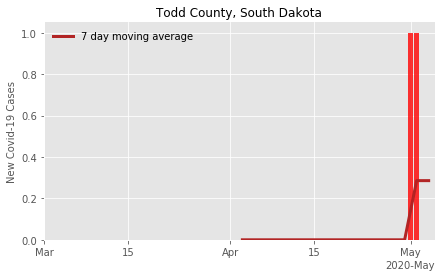 Todd County, South Dakota
7 day moving average
New Covid-19 Cases
1.0
0.8
0.6
0.4
0.2
0.0
Mar 15 Apr 15 May
2020-May